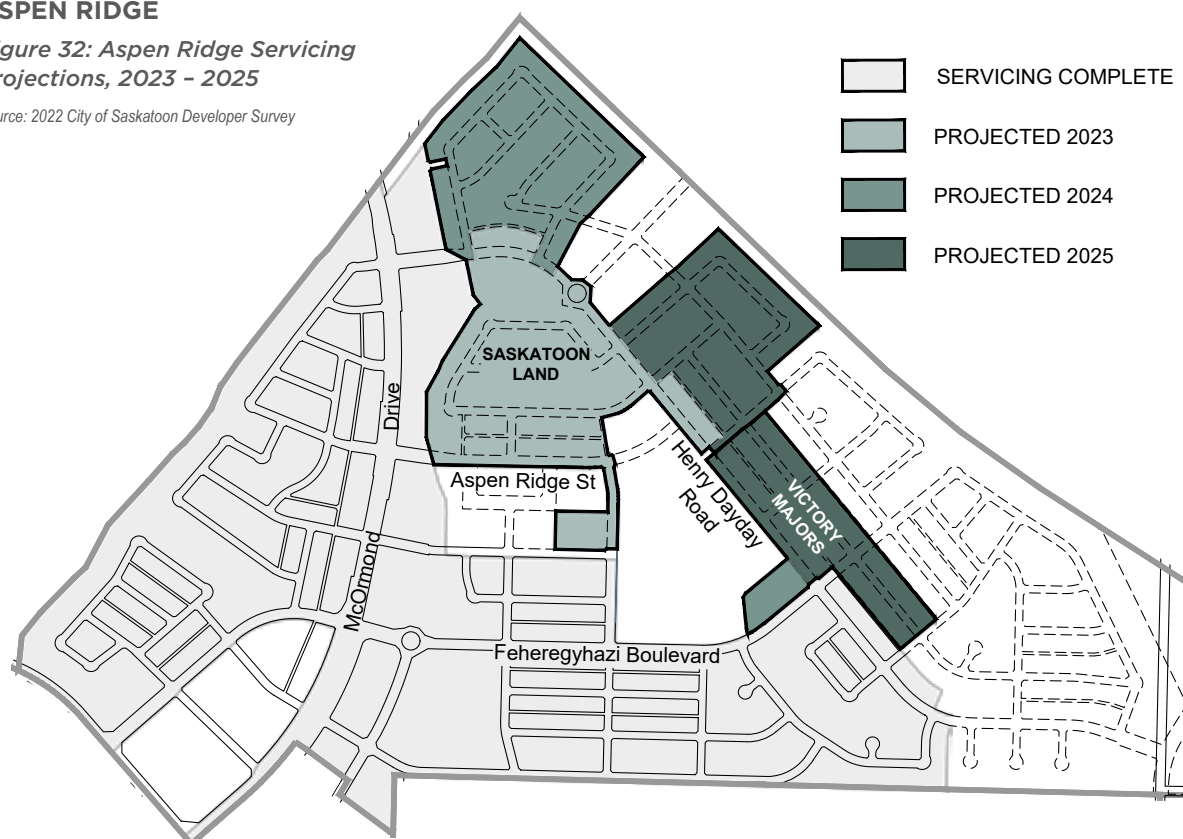 SPEN RIDGE
gure 32: Aspen Ridge Servicing
rojections, 2023 – 2025
urce: 2022 City of Saskatoon Developer Survey
SERVICING COMPLETE
PROJECTED 2023
PROJECTED 2024
PROJECTED 2025
SASKATOON
LAND
Drive
McOrmond
Aspen Ridge St
Henry Dayday
Road
VICTORY
MAJORS
Feheregyhazi Boulevard